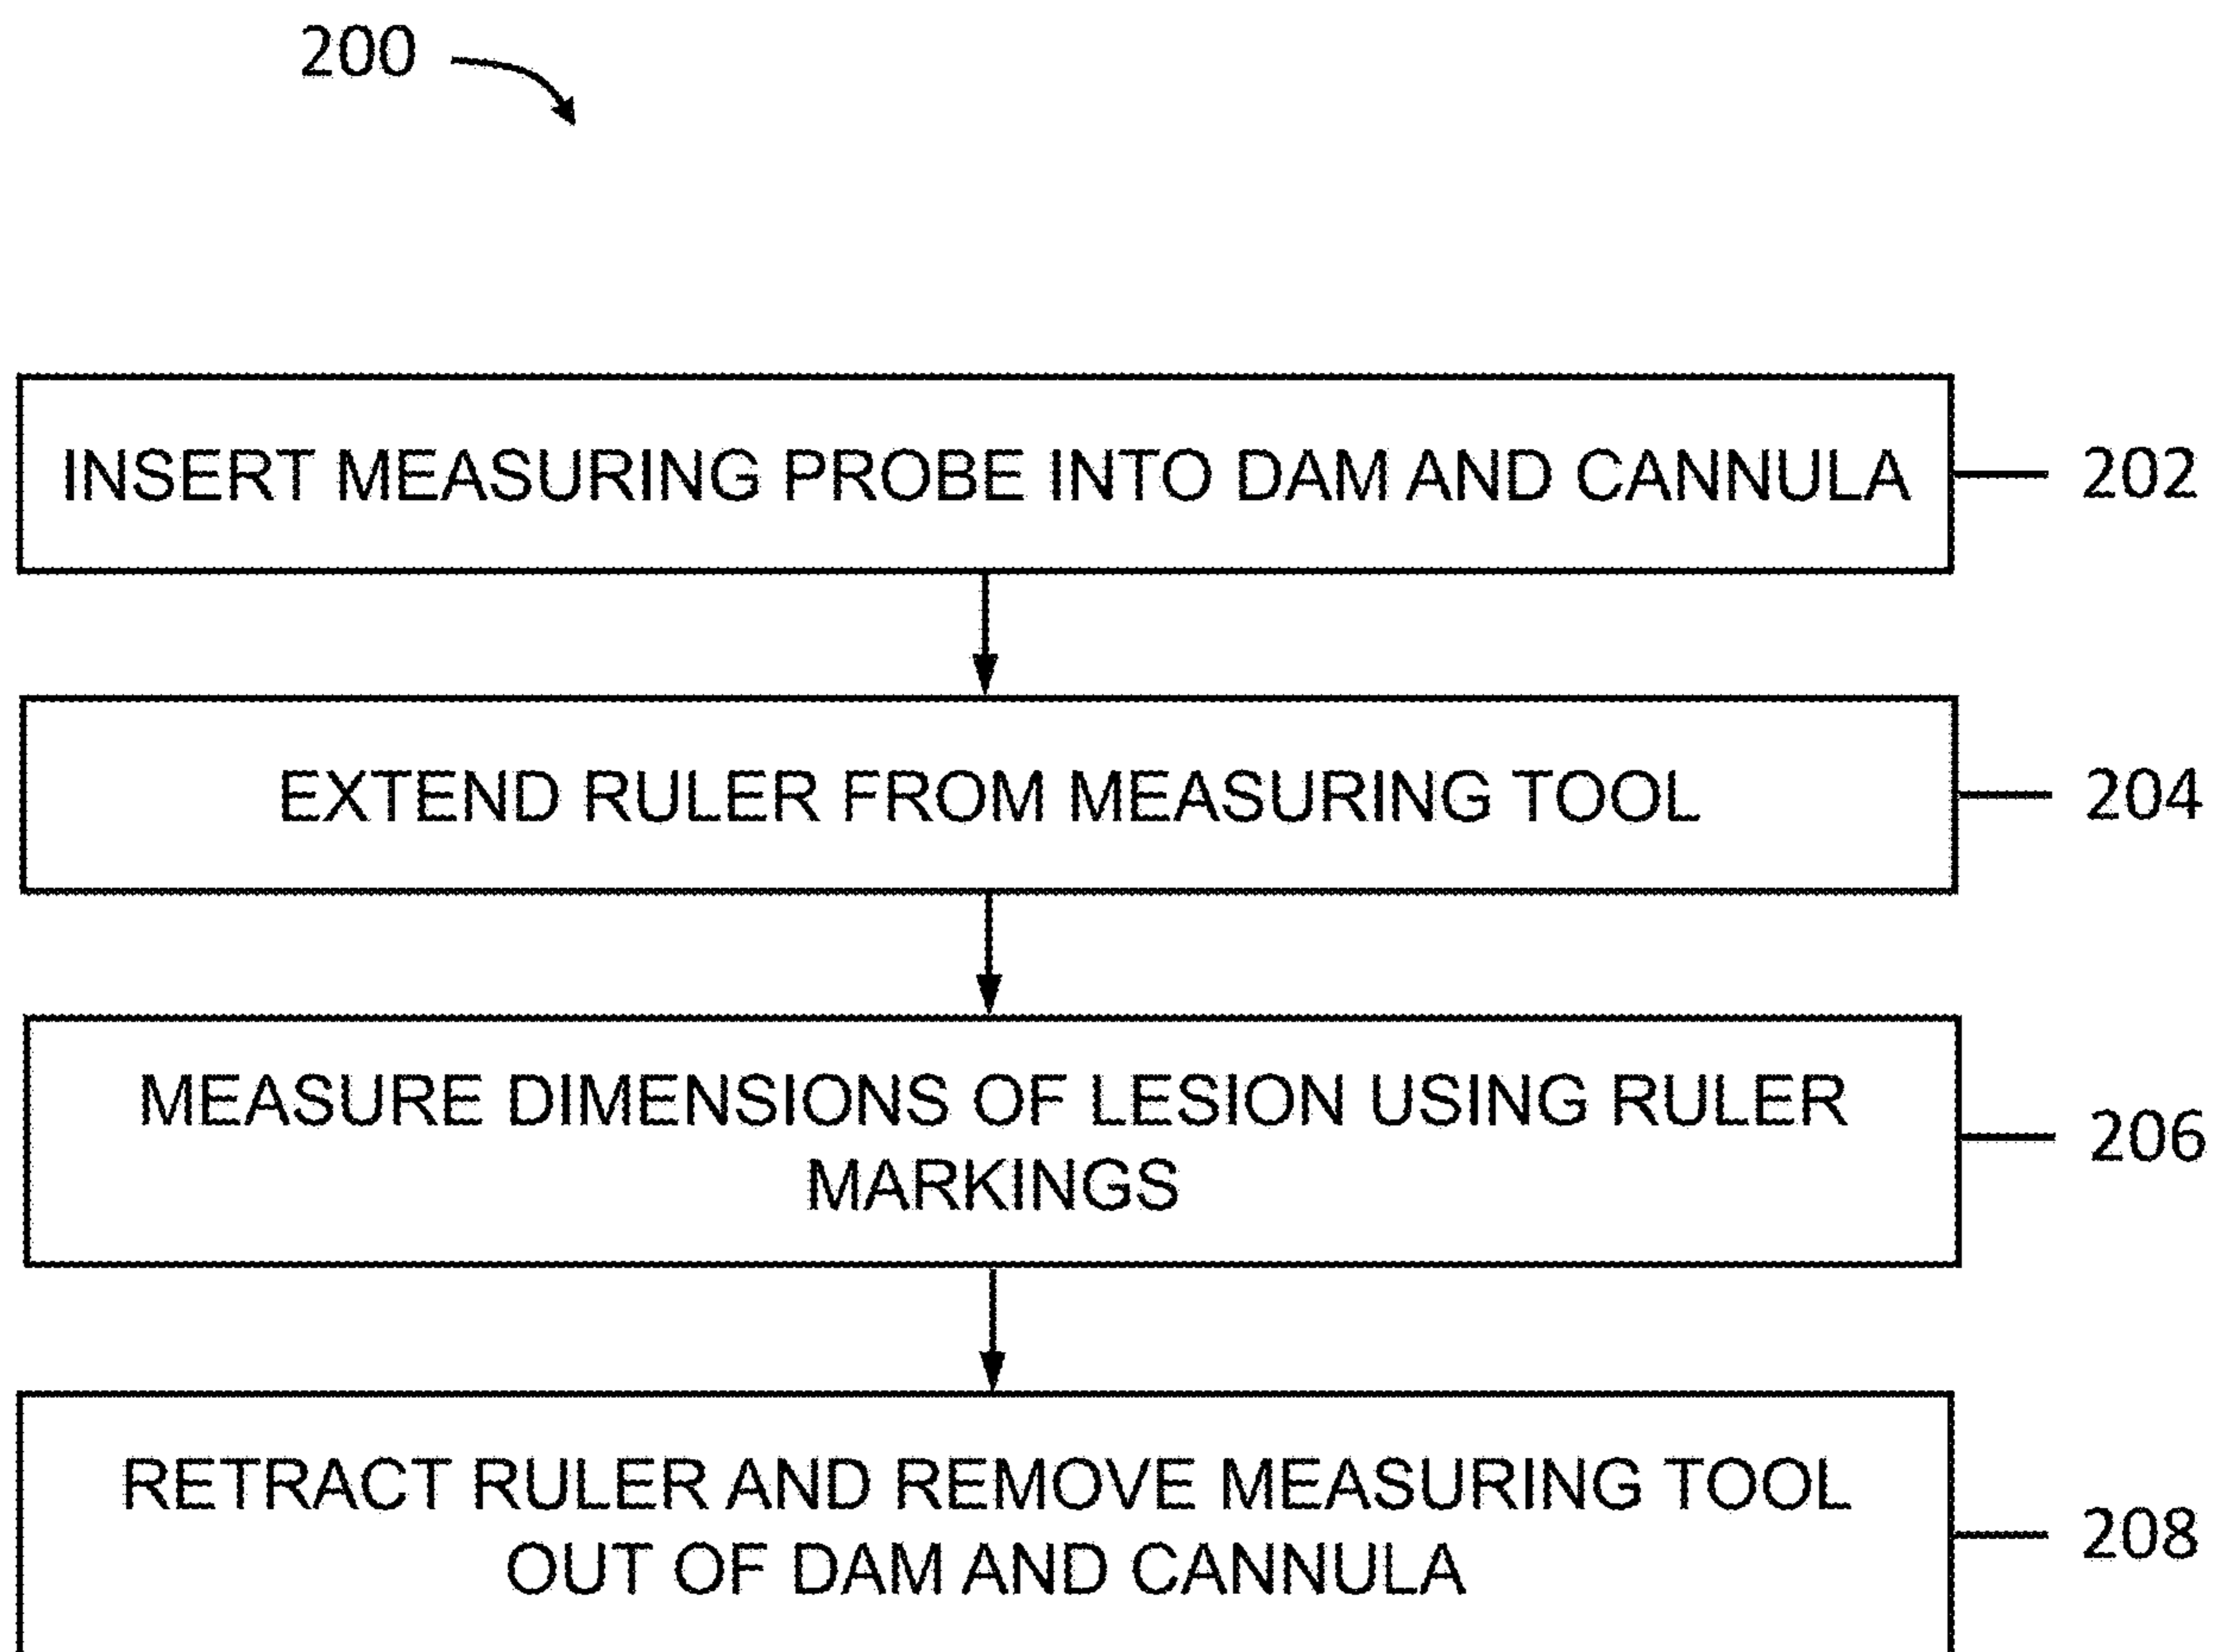 200
INSERT MEASURING PROBE INTO DAM AND CANNULA
202
EXTEND RULER FROM MEASURING TOOL
204
MEASURE DIMENSIONS OF LESION USING RULER
MARKINGS
206
RETRACT RULER AND REMOVE MEASURING TOOL
OUT OF DAM AND CANNULA
208